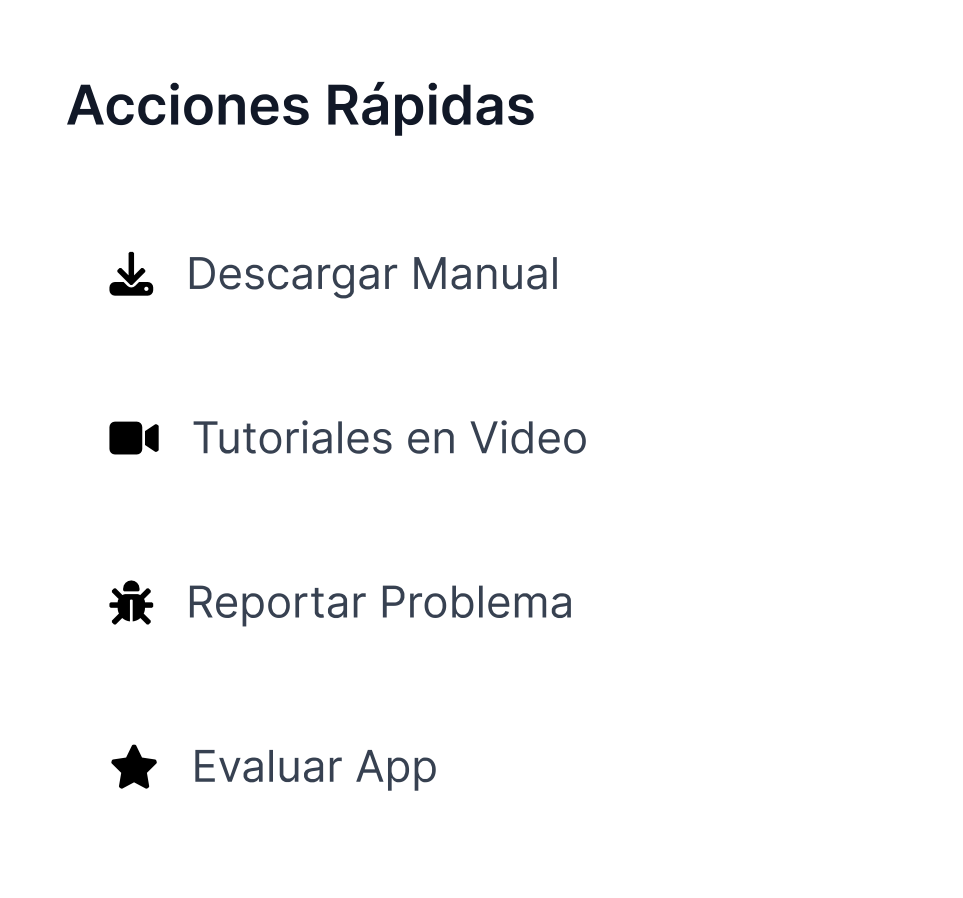 Acciones Rápidas
Descargar Manual
Tutoriales en Video
Reportar Problema
Evaluar App